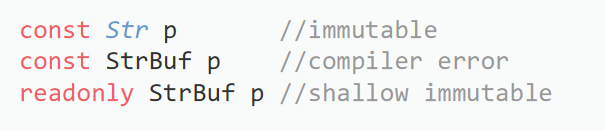 const Str p       //immutable
const StrBuf p    //compiler error
readonly StrBuf p //shallow immutable